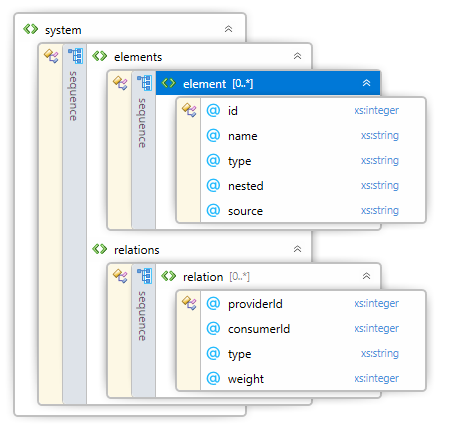 system
sequence
elements
sequence
element [0..*]
id xs:integer
name xs:string
type xs:string
nested xs:string
source xs:string
relations
sequence
relation [0..*]
providerId xs:integer
consumerId xs:integer
type xs:string
weight xs:integer